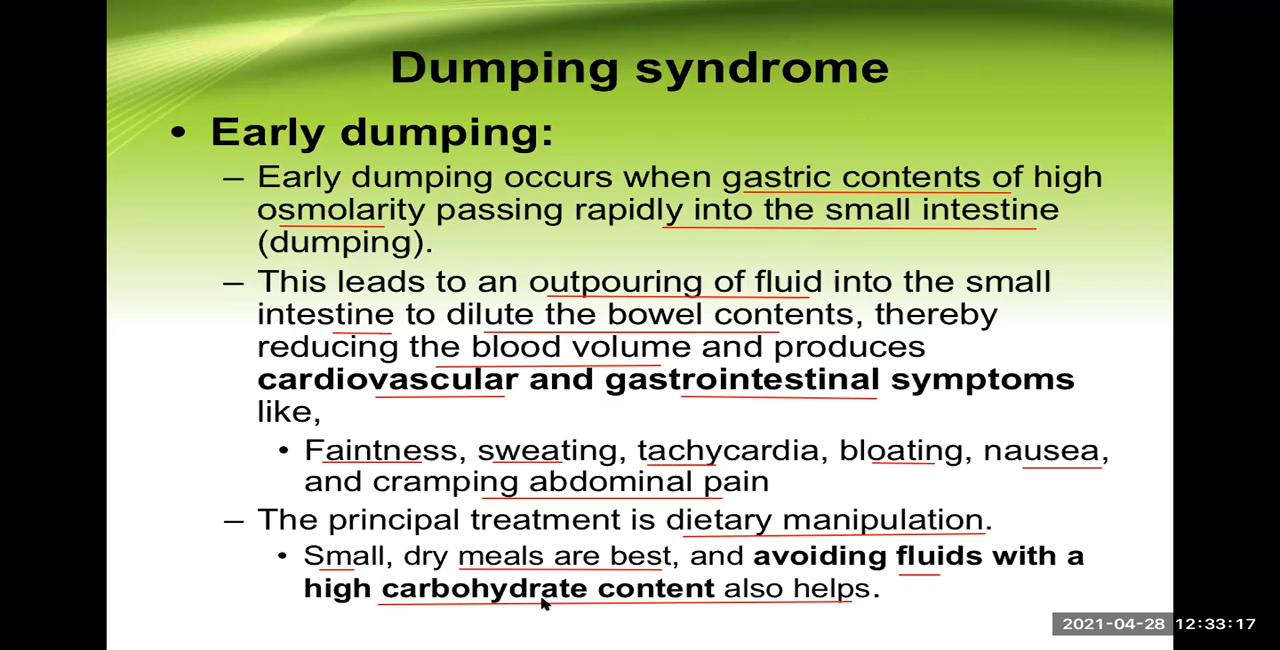 Dumping syndrome
• Early dumping:
– Early dumping occurs when gastric contents of high
osmolarity passing rapidly into the small intestine
(dumping).
– This leads to an outpouring of fluid into the small
intestine to dilute the bowel contents, thereby
reducing the blood volume and produces
cardiovascular and gastrointestinal symptoms
like,
• Faintness, sweating, tachycardia, bloating, nausea,
and cramping abdominal pain
– The principal treatment is dietary manipulation.
• Small, dry meals are best, and avoiding fluids with a
high carbohydrate content also helps.
2021-04-28 12:33:17